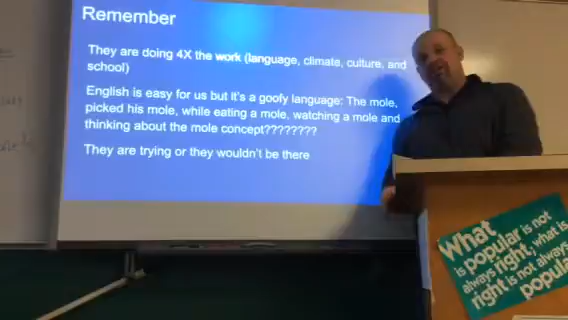 Remember
They are doing 4X the work (language, climate, culture, and
school)
English is easy for us but it's a goofy language: The mole,
picked his mole, while eating a mole, watching a mole and
thinking about the mole concept????????
They are trying or they wouldn't be there
What
is popular is not
always right, what is
right is not always
popular